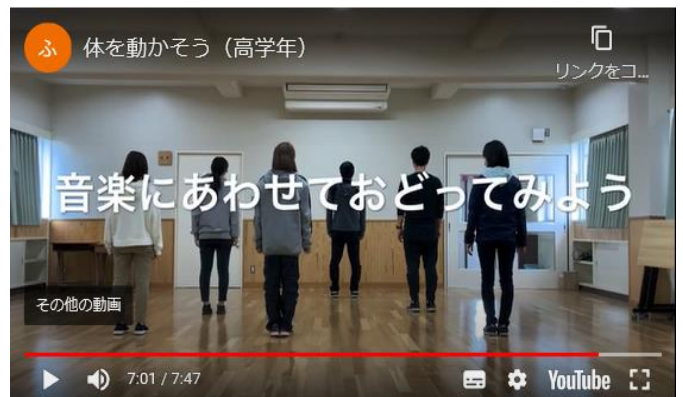 ふ
体を動かそう（高学年）
リンクをコ...
音楽にあわせておどってみよう
その他の動画
7:01 / 7:47
YouTube